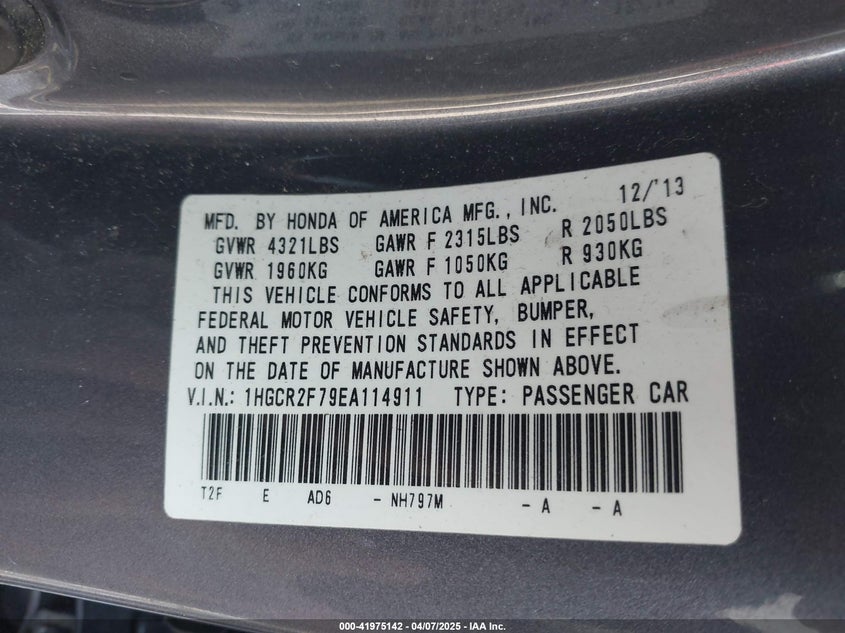 12/'13
MFD. BY HONDA OF AMERICA MFG., INC.
GVWR 4321LBS GAWR F 2315LBS R 2050LBS
GVWR 1960KG GAWR F 1050KG R 930KG
THIS VEHICLE CONFORMS TO ALL APPLICABLE
FEDERAL MOTOR VEHICLE SAFETY, BUMPER,
AND THEFT PREVENTION STANDARDS IN EFFECT
ON THE DATE OF MANUFACTURE SHOWN ABOVE.
V.I.N.: 1HGCR2F79EA114911 TYPE: PASSENGER CAR
T2F E AD6 - NH797M - A - A
000-41975142 | 04/07/2025 - IAA Inc.